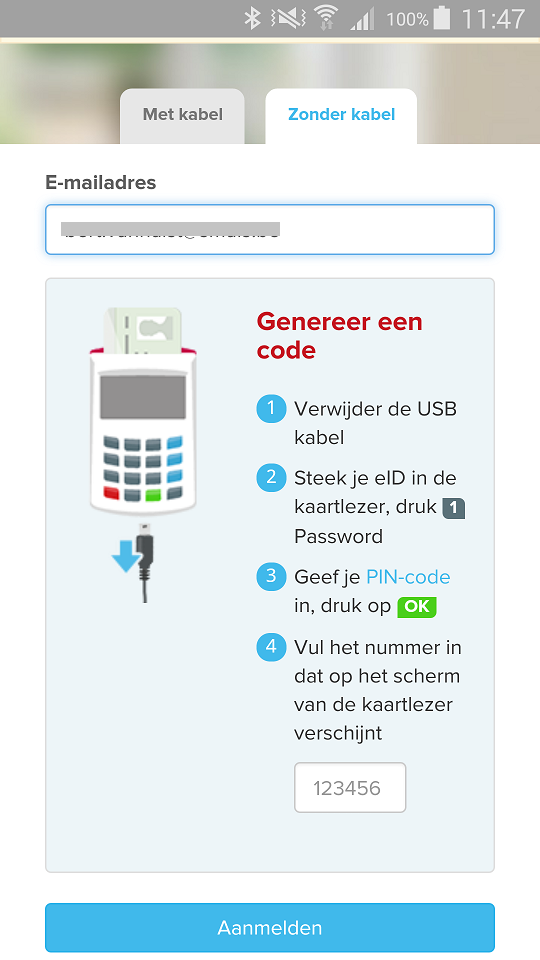 100% 11:47
Met kabel Zonder kabel
E-mailadres
Genereer een
code
1 Verwijder de USB
kabel
2 Steek je eID in de
kaartlezer, druk 1
Password
3 Geef je PIN-code
in, druk op OK
4 Vul het nummer in
dat op het scherm
van de kaartlezer
verschijnt
123456
Aanmelden